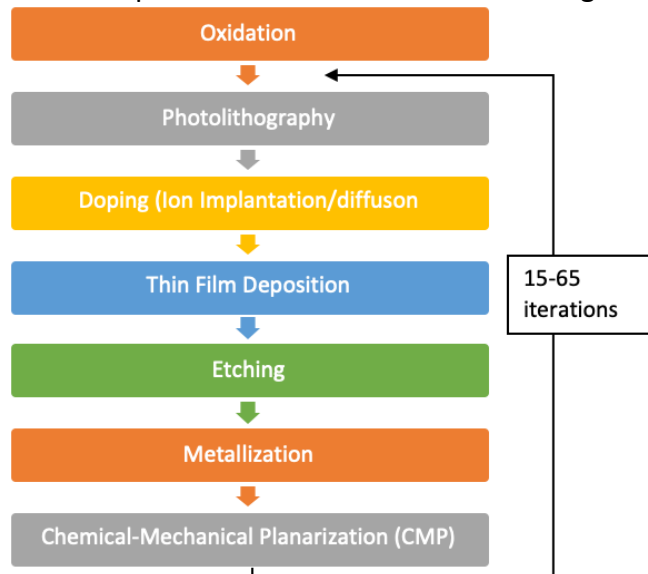 Oxidation
Photolithography
Doping (Ion Implantation/diffuson
Thin Film Deposition
15-65
iterations
Etching
Metallization
Chemical-Mechanical Planarization (CMP)